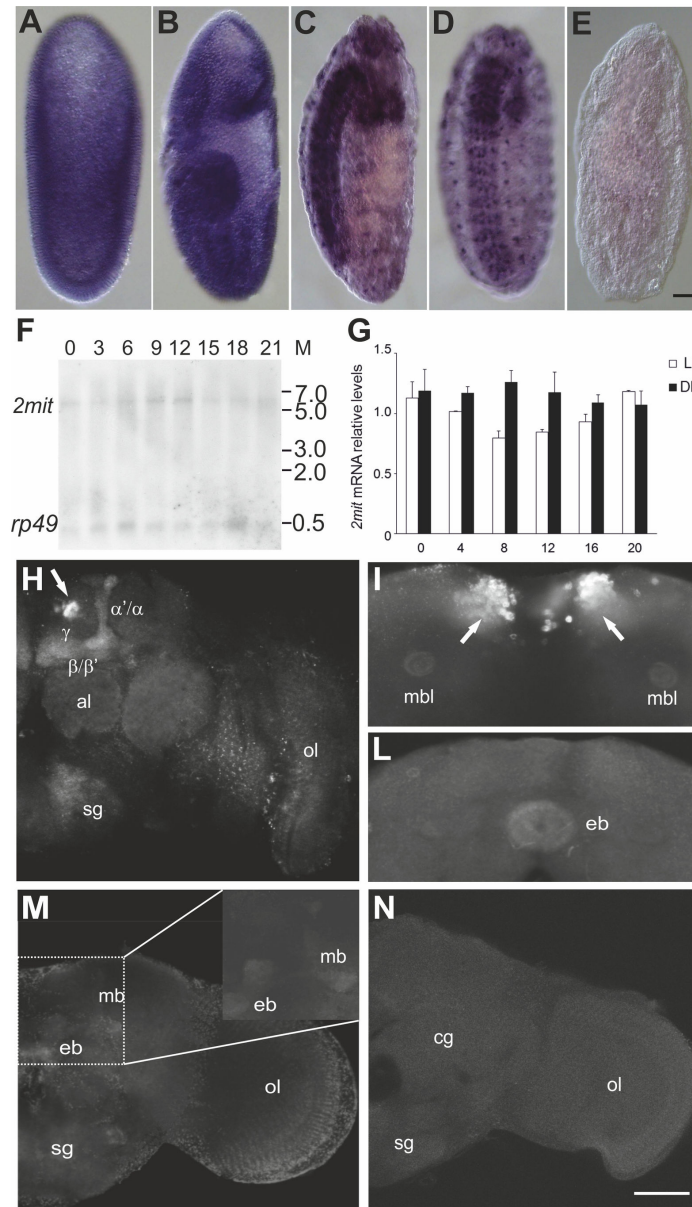 A B C D E
F
0 3 6 9 12 15 18 21 M
2mit
7.0
5.0
3.0
2.0
rp49
0.5
G
2mit mRNA relative levels
1.5
1.0
0.5
0
0 4 8 12 16 20
L
D
H
α'/α
γ
β/β'
al
ol
sg
I
mbl
mbl
L
eb
M
mb
eb
mb
eb
ol
sg
N
cg
ol
sg